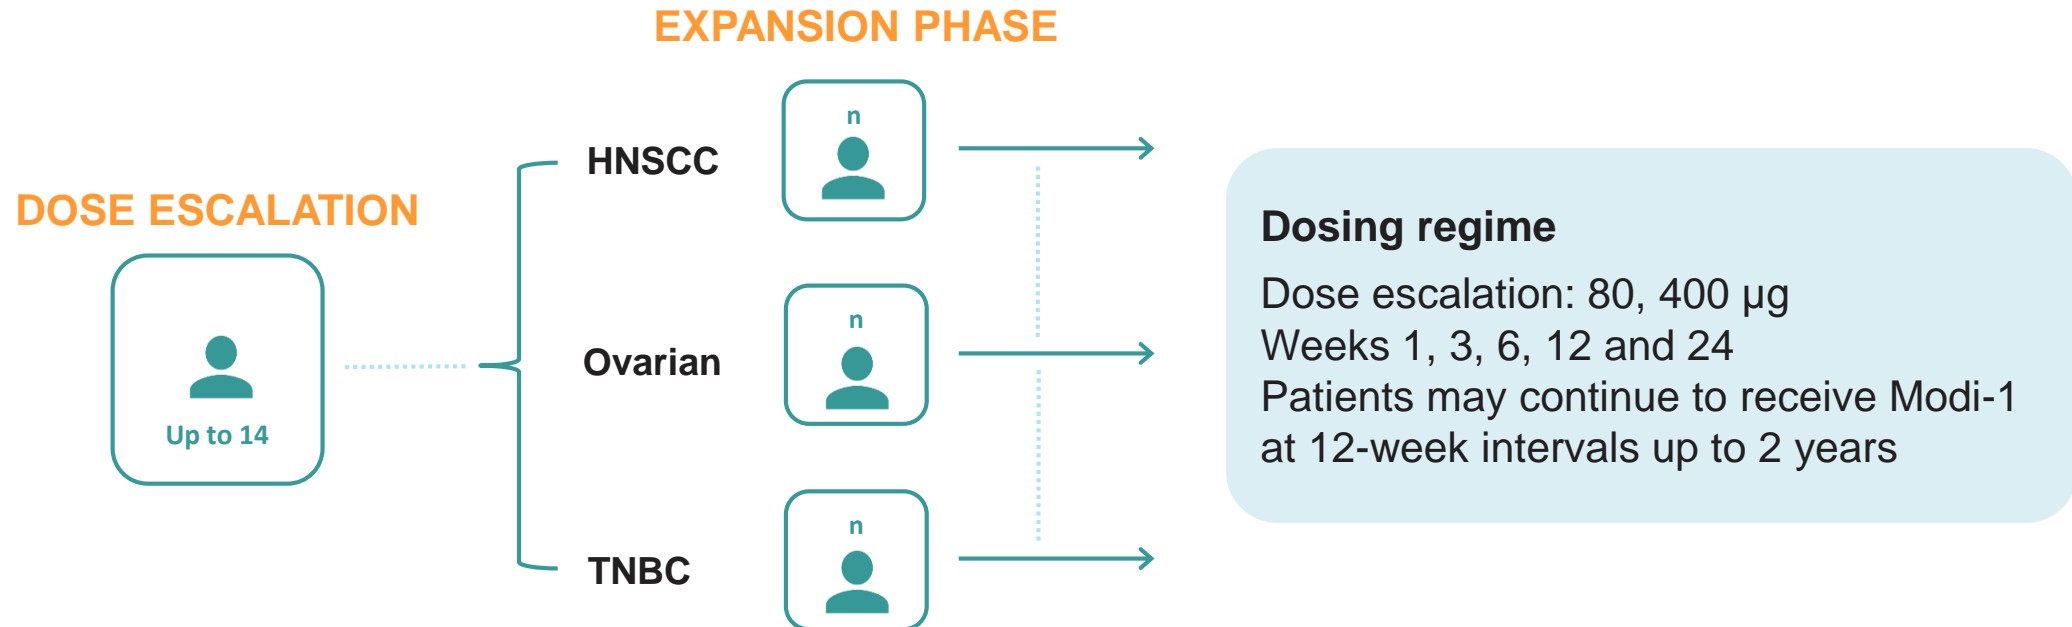 EXPANSION PHASE
DOSE ESCALATION
Up to 14
HNSCC
n
Ovarian
n
TNBC
n
Dosing regime
Dose escalation: 80, 400 µg
Weeks 1, 3, 6, 12 and 24
Patients may continue to receive Modi-1
at 12-week intervals up to 2 years